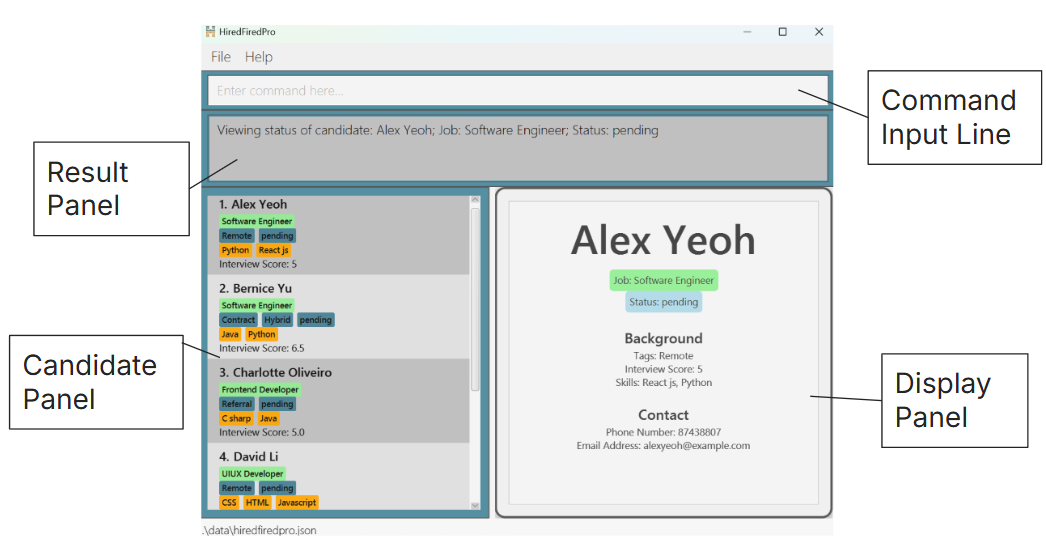 HiredFiredPro
File Help
Enter command here...
Command
Input Line
Viewing status of candidate: Alex Yeoh; Job: Software Engineer; Status: pending
Result
Panel
1. Alex Yeoh
Software Engineer
Remote pending
Python React js
Interview Score: 5
2. Bernice Yu
Software Engineer
Contract Hybrid pending
Java Python
Interview Score: 6.5
3. Charlotte Oliveiro
Frontend Developer
Referral pending
C sharp Java
Interview Score: 5.0
4. David Li
UIUX Developer
Remote pending
CSS HTML Javascript
Candidate
Panel
Alex Yeoh
Job: Software Engineer
Status: pending
Background
Tags: Remote
Interview Score: 5
Skills: React js, Python
Contact
Phone Number: 87438807
Email Address: alexyeoh@example.com
Display
Panel
.\data\hiredfiredpro.json